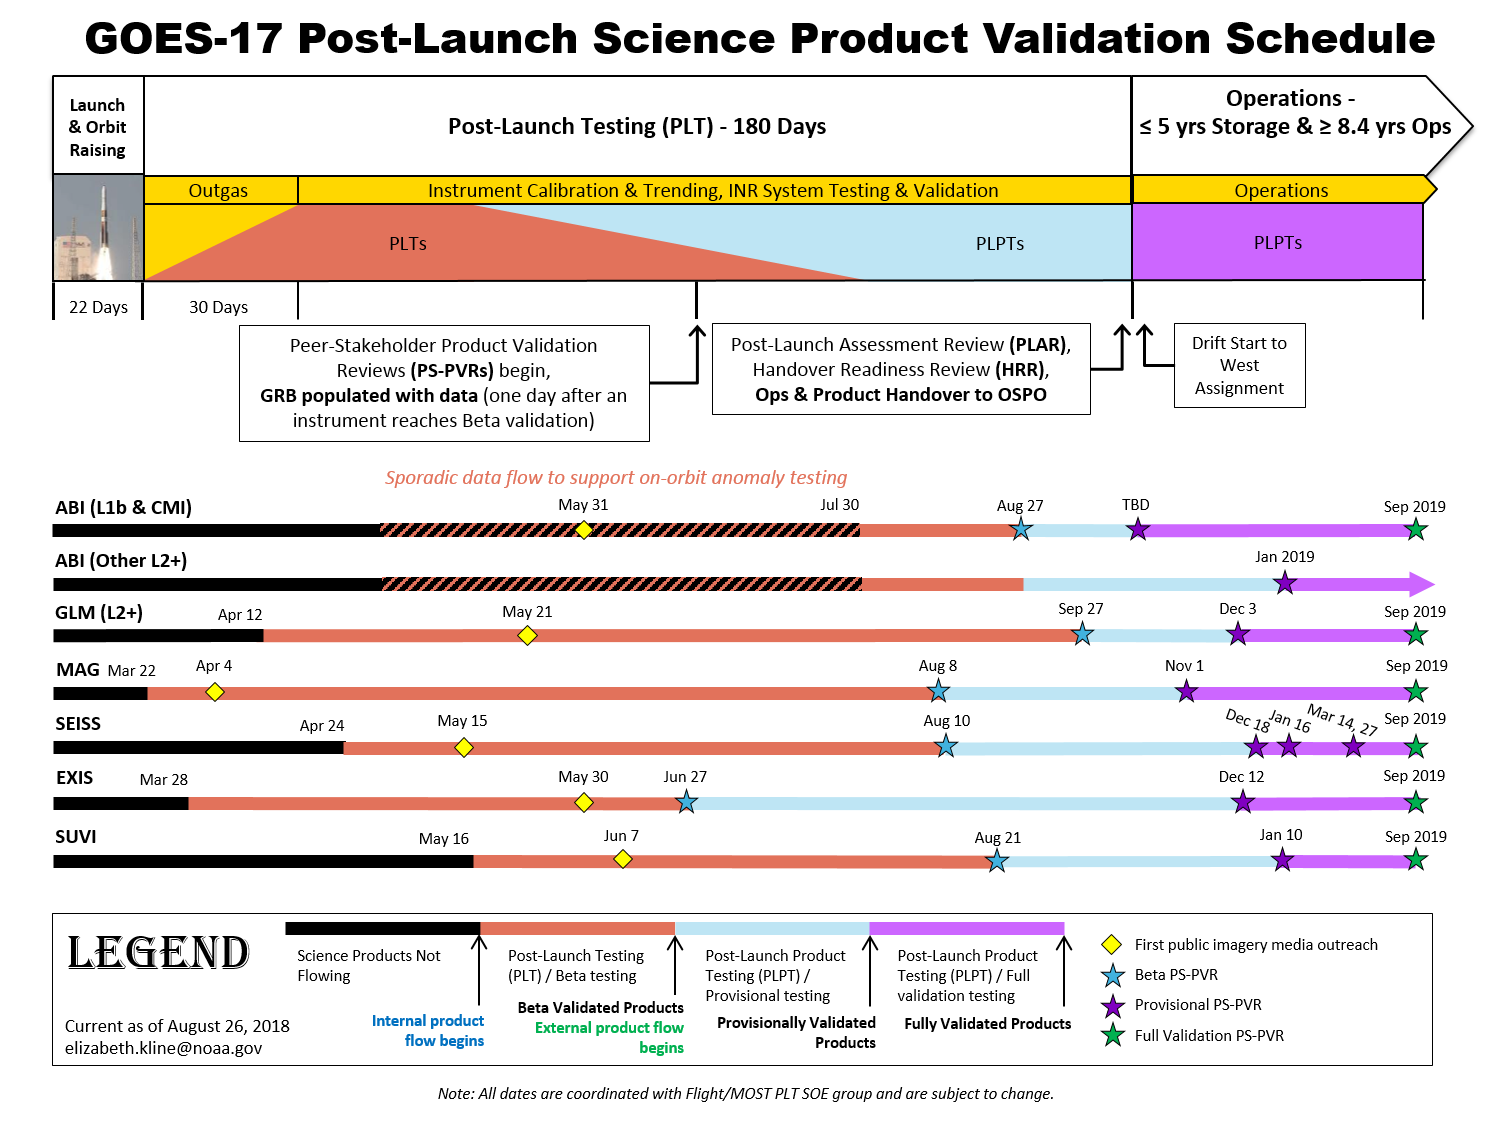 GOES-17 Post-Launch Science Product Validation Schedule
Launch
& Orbit
Raising
Post-Launch Testing (PLT) - 180 Days
Operations -
≤ 5 yrs Storage & ≥ 8.4 yrs Ops
Outgas
Instrument Calibration & Trending, INR System Testing & Validation
Operations
PLTs
PLPTs
PLPTs
22 Days
30 Days
Peer-Stakeholder Product Validation
Reviews (PS-PVRs) begin,
GRB populated with data (one day after an
instrument reaches Beta validation)
Post-Launch Assessment Review (PLAR),
Handover Readiness Review (HRR),
Ops & Product Handover to OSPO
Drift Start to
West
Assignment
Sporadic data flow to support on-orbit anomaly testing
ABI (L1b & CMI)
May 31
Jul 30
Aug 27
TBD
Sep 2019
ABI (Other L2+)
Jan 2019
GLM (L2+)
Apr 12
May 21
Sep 27
Dec 3
Sep 2019
MAG
Mar 22
Apr 4
Aug 8
Nov 1
Sep 2019
SEISS
Apr 24
May 15
Aug 10
Dec 18
Jan 16
Mar 14, 27
Sep 2019
EXIS
Mar 28
May 30
Jun 27
Dec 12
Sep 2019
SUVI
May 16
Jun 7
Aug 21
Jan 10
Sep 2019
LEGEND
Current as of August 26, 2018
elizabeth.kline@noaa.gov
Science Products Not
Flowing
Internal product
flow begins
Post-Launch Testing
(PLT) / Beta testing
Beta Validated Products
External product flow
begins
Post-Launch Product
Testing (PLPT) /
Provisional testing
Provisionally Validated
Products
Post-Launch Product
Testing (PLPT) / Full
validation testing
Fully Validated Products
First public imagery media outreach
Beta PS-PVR
Provisional PS-PVR
Full Validation PS-PVR
Note: All dates are coordinated with Flight/MOST PLT SOE group and are subject to change.